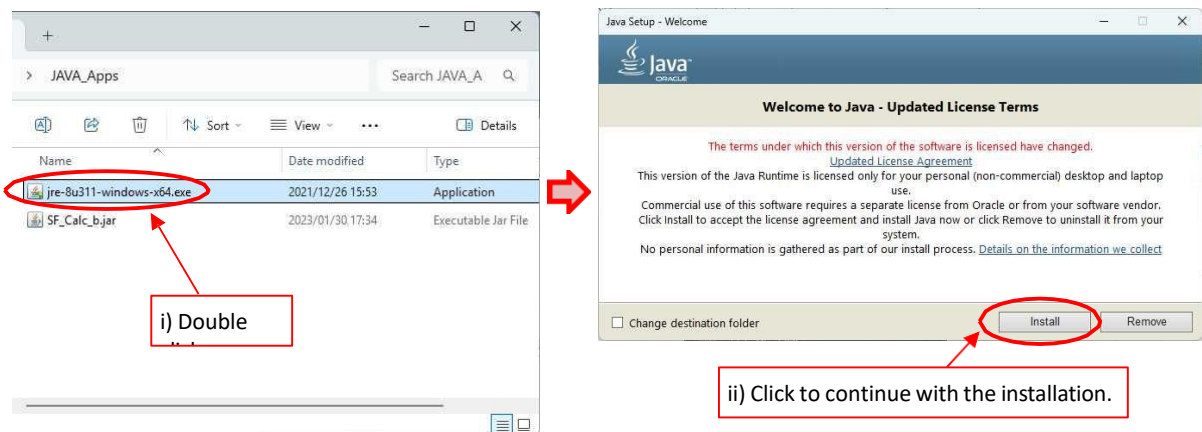 +
> JAVA_Apps
Search JAVA_A
Sort
View
...
Details
Name
Date modified
Type
jre-8u311-windows-x64.exe
2021/12/26 15:53
Application
SF_Calc_b.jar
2023/01/30 17:34
Executable Jar File
i) Double
Java Setup - Welcome
Java
ORACLE
Welcome to Java - Updated License Terms
The terms under which this version of the software is licensed have changed.
Updated License Agreement
This version of the Java Runtime is licensed only for your personal (non-commercial) desktop and laptop
use.
Commercial use of this software requires a separate license from Oracle or from your software vendor.
Click Install to accept the license agreement and install Java now or click Remove to uninstall it from your
system.
No personal information is gathered as part of our install process. Details on the information we collect
Change destination folder
Install
Remove
ii) Click to continue with the installation.